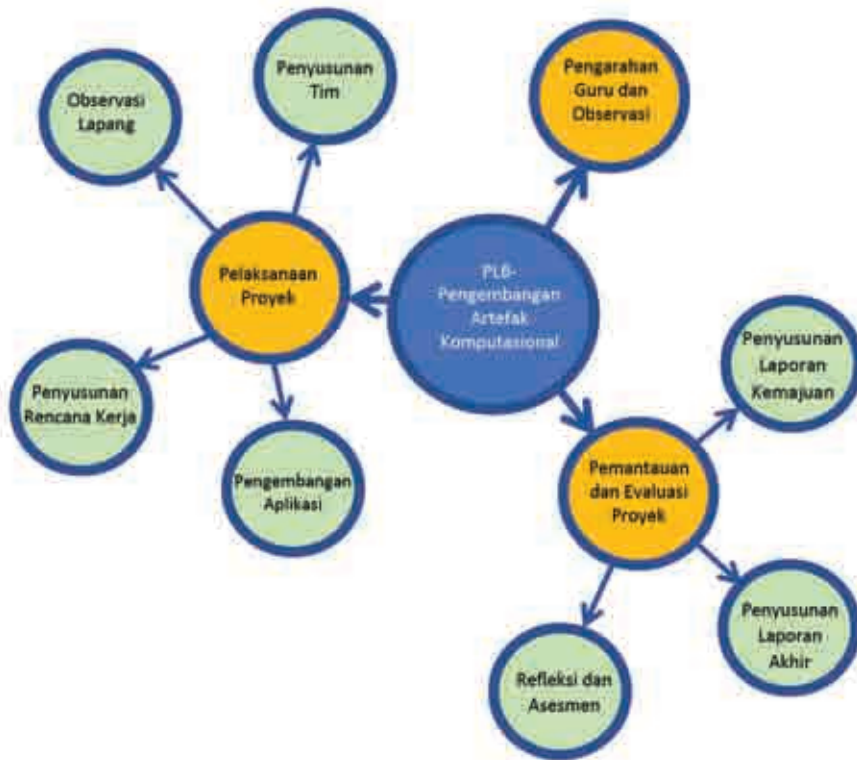 Penyusunan
Tim
Observasi
Lapang
Pengarahan
Guru dan
Observasi
Pelaksanaan
Proyek
PLB-
Pengembangan
Artefak
Komputasional
Penyusunan
Laporan
Kemajuan
Penyusunan
Rencana Kerja
Pengembangan
Aplikasi
Pemantauan
dan Evaluasi
Proyek
Penyusunan
Laporan
Akhir
Refleksi dan
Asesmen